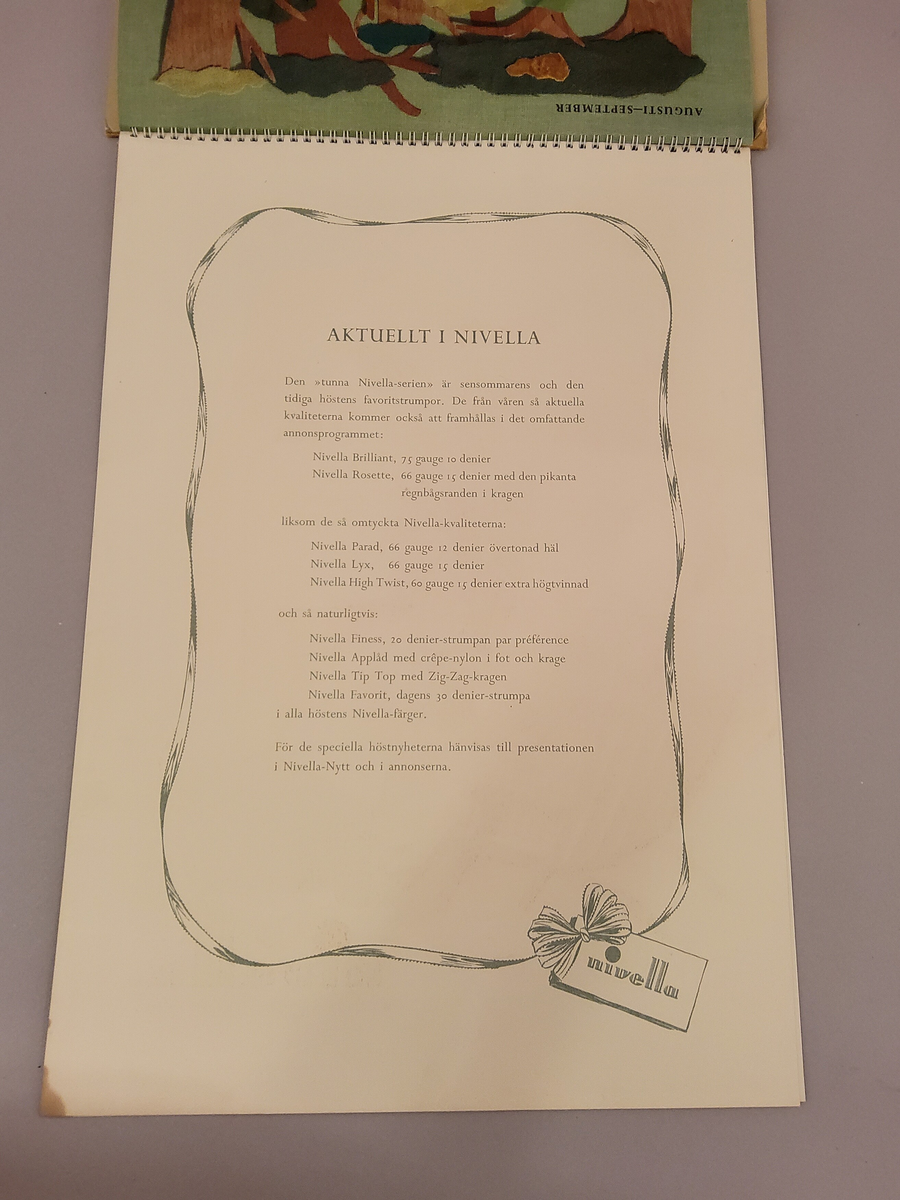 AUGUSTI—SEPTEMBER
AKTUELLT I NIVELLA
Den »tunna Nivella-serien» är sensommarens och den
tidiga höstens favoritstrumpor. De från våren så aktuella
kvaliteterna kommer också att framhållas i det omfattande
annonsprogrammet:
Nivella Brilliant, 75 gauge 10 denier
Nivella Rosette, 66 gauge 15 denier med den pikanta
regnbågsranden i kragen
liksom de så omtyckta Nivella-kvaliteterna:
Nivella Parad, 66 gauge 12 denier övertonad häl
Nivella Lyx, 66 gauge 15 denier
Nivella High Twist, 60 gauge 15 denier extra högtvinnad
och så naturligtvis:
Nivella Finess, 20 denier-strumpan par préférence
Nivella Applåd med crêpe-nylon i fot och krage
Nivella Tip Top med Zig-Zag-kragen
Nivella Favorit, dagens 30 denier-strumpa
i alla höstens Nivella-färger.
För de speciella höstnyheterna hänvisas till presentationen
i Nivella-Nytt och i annonserna.
nivella